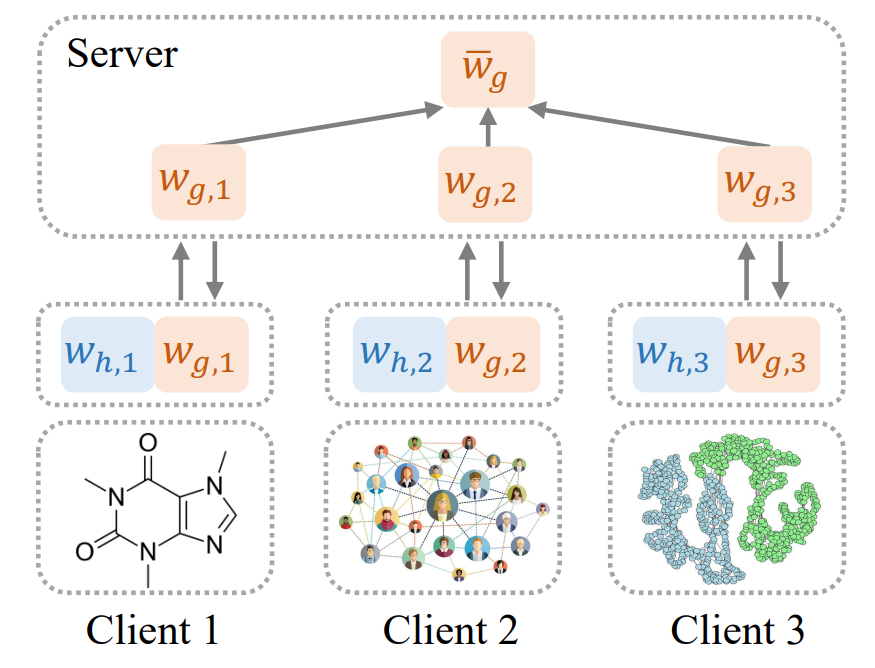 Server
w̅g
wg,1
wg,2
wg,3
wh,1 wg,1
wh,2 wg,2
wh,3 wg,3
O
N
N
O
N
N
Client 1
Client 2
Client 3